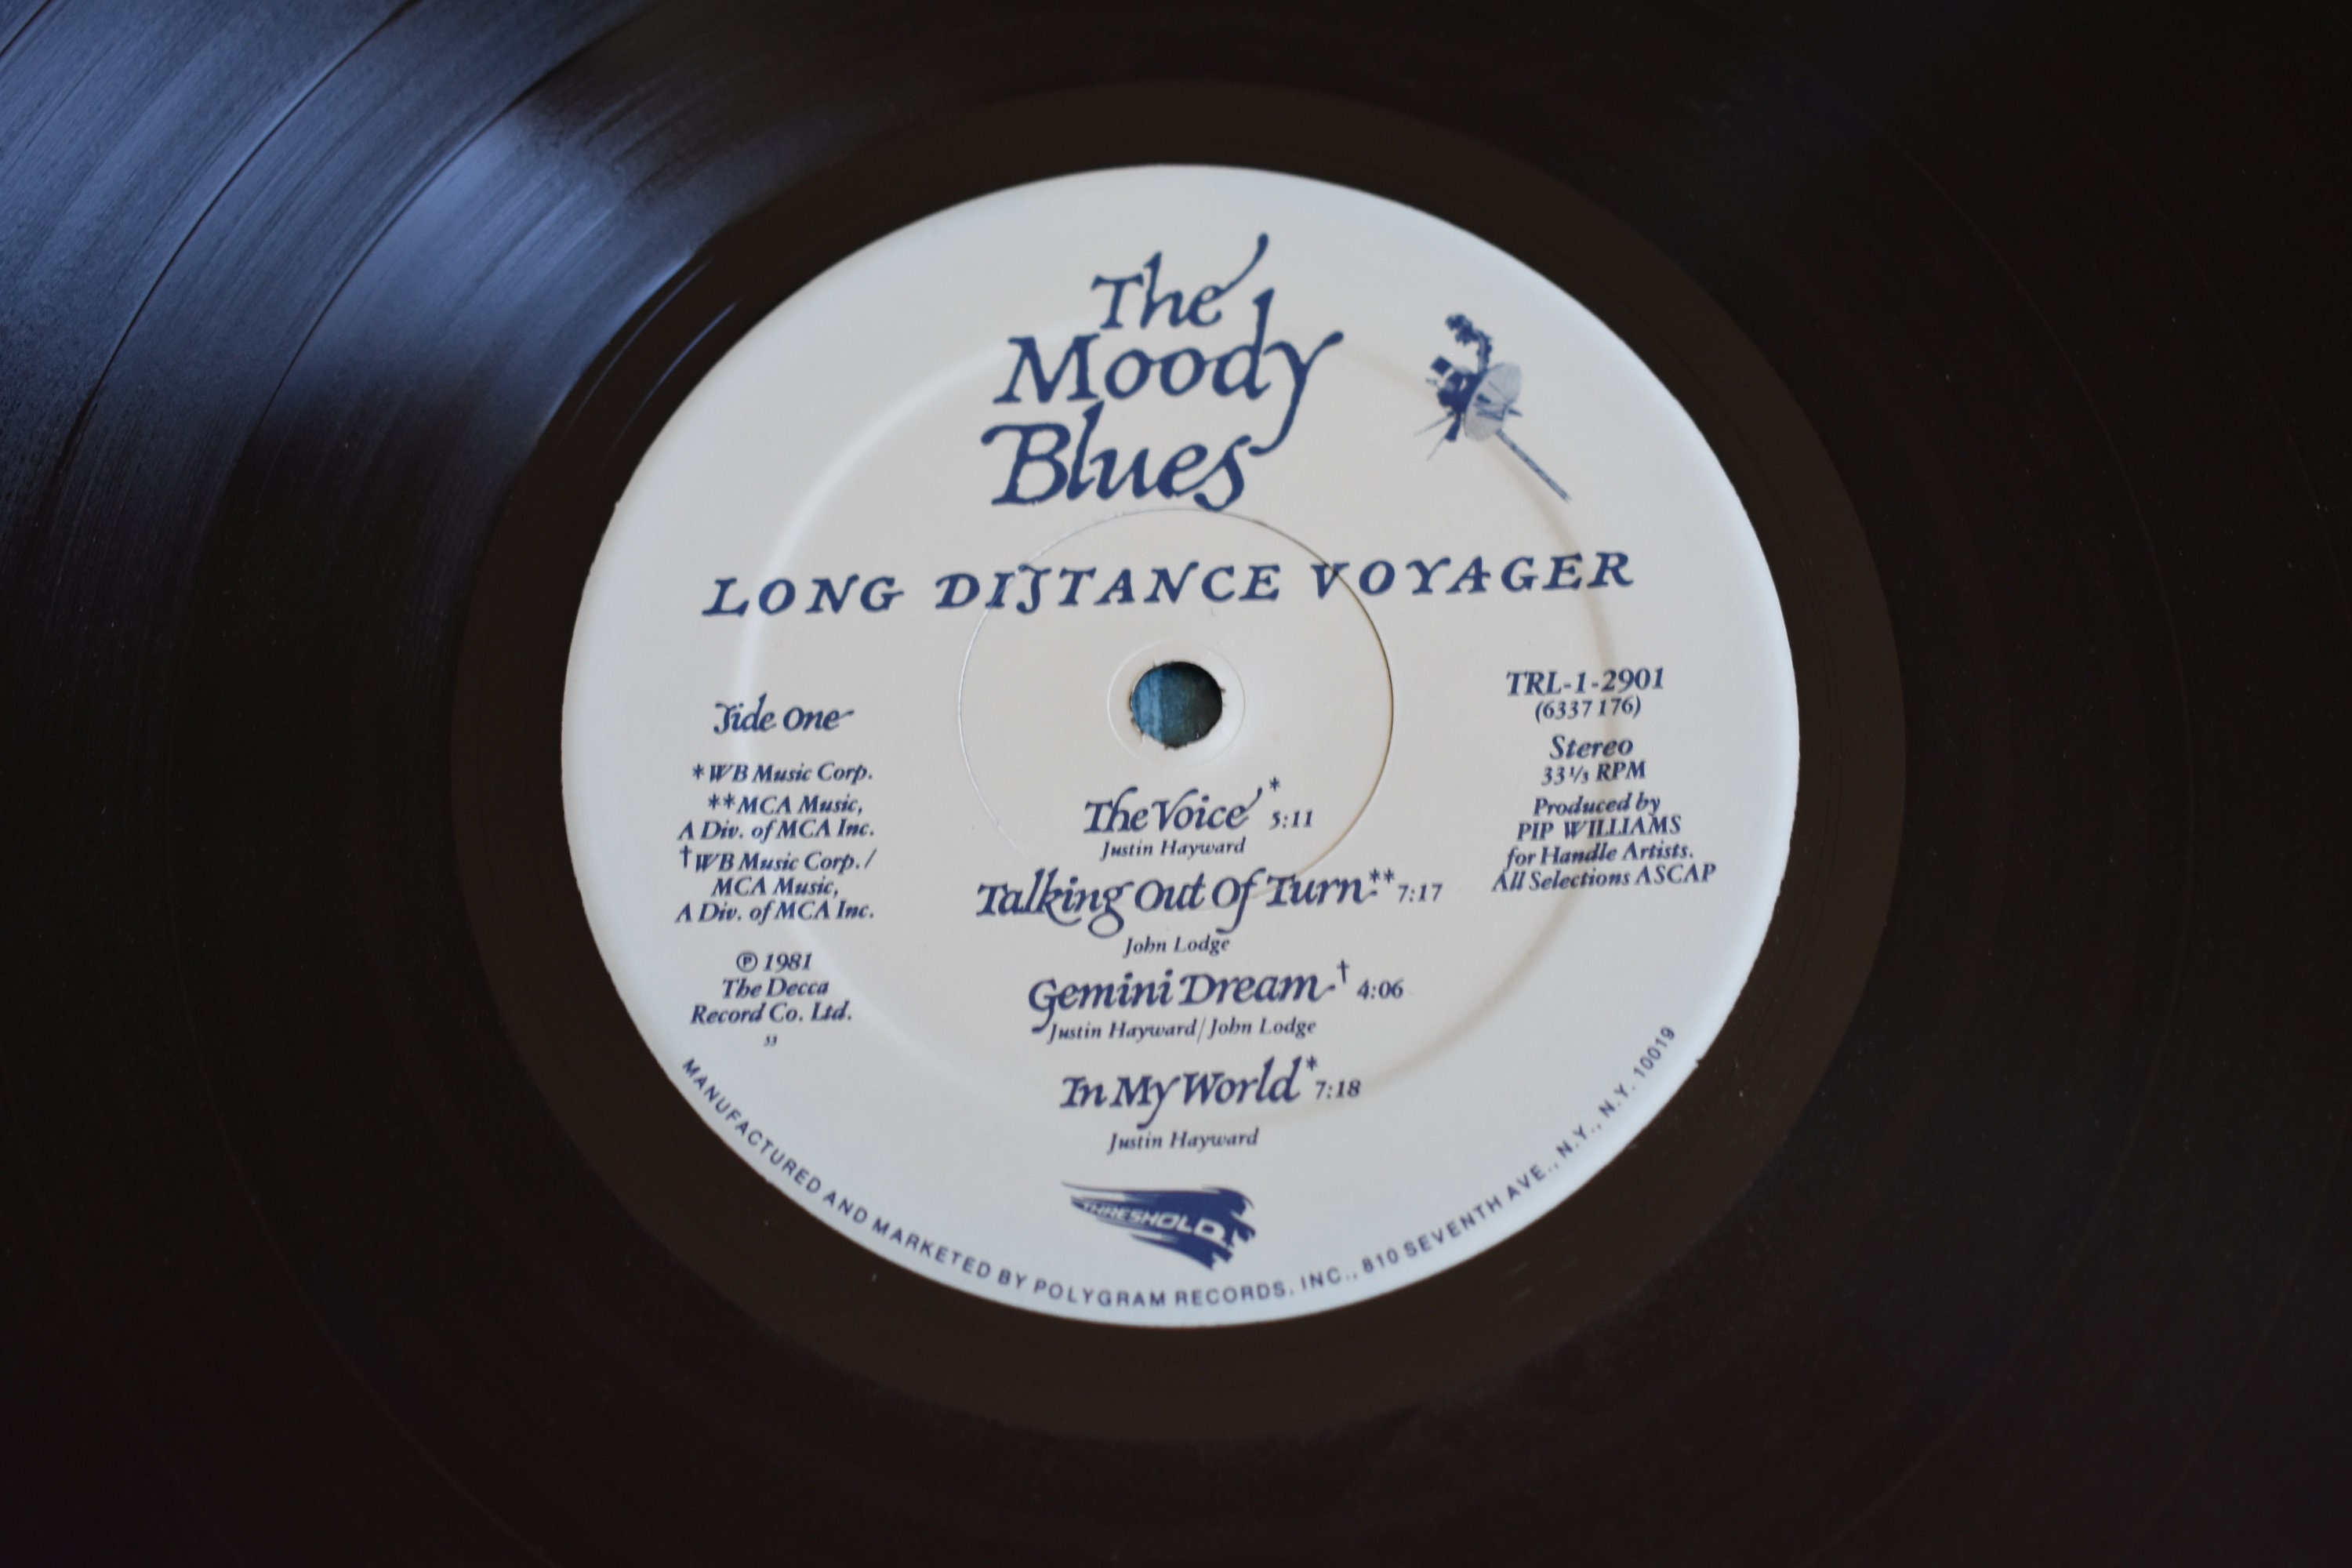 The
Moody
Blues
LONG DISTANCE VOYAGER
Side One
*WB Music Corp.
**MCA Music,
A Div. of MCA Inc.
†WB Music Corp./
MCA Music,
A Div. of MCA Inc.
℗ 1981
The Decca
Record Co. Ltd.
53
TRL-1-2901
(6337 176)
Stereo
33⅓ RPM
Produced by
PIP WILLIAMS
for Handle Artists.
All Selections ASCAP
The Voice* 5:11
Justin Hayward
Talking Out Of Turn** 7:17
John Lodge
Gemini Dream† 4:06
Justin Hayward/John Lodge
In My World* 7:18
Justin Hayward
THRESHOLD
MANUFACTURED AND MARKETED BY POLYGRAM RECORDS, INC., 810 SEVENTH AVE., N.Y., N.Y. 10019